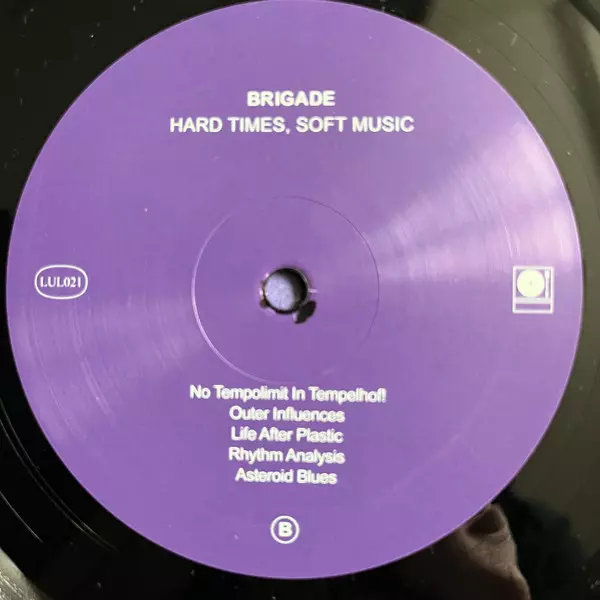 BRIGADE
HARD TIMES, SOFT MUSIC
LUL021
No Tempolimit In Tempelhof!
Outer Influences
Life After Plastic
Rhythm Analysis
Asteroid Blues
B